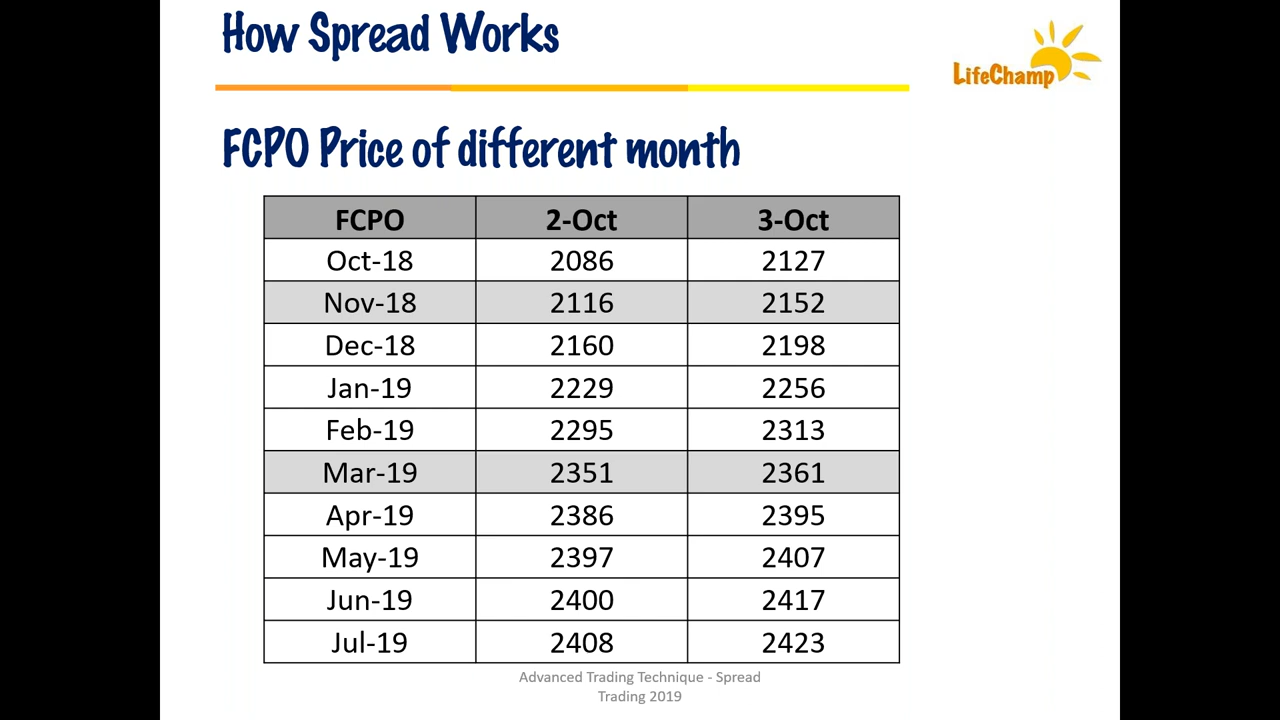 How Spread Works
LifeChamp
FCPO Price of different month
FCPO 2-Oct 3-Oct
Oct-18 2086 2127
Nov-18 2116 2152
Dec-18 2160 2198
Jan-19 2229 2256
Feb-19 2295 2313
Mar-19 2351 2361
Apr-19 2386 2395
May-19 2397 2407
Jun-19 2400 2417
Jul-19 2408 2423
Advanced Trading Technique - Spread
Trading 2019